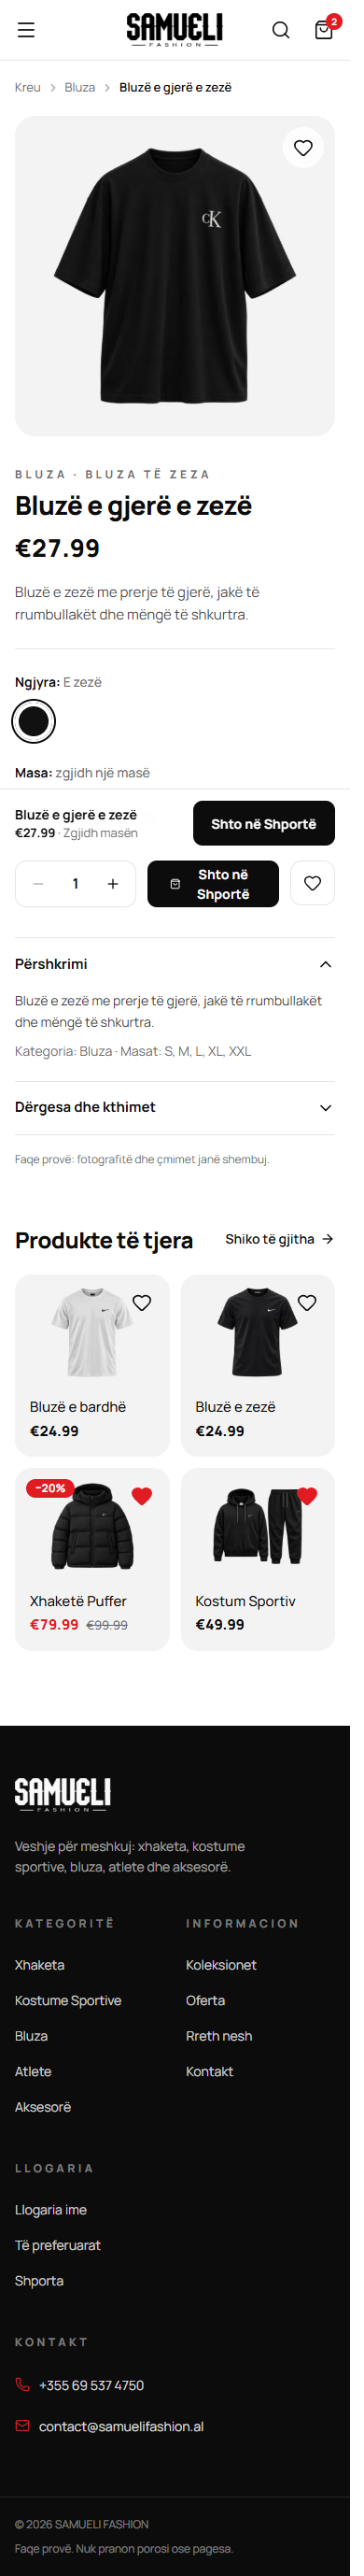 SAMUELI
FASHION
2
Kreu > Bluza > Bluzë e gjerë e zezë
CK
BLUZA · BLUZA TË ZEZA
Bluzë e gjerë e zezë
€27.99
Bluzë e zezë me prerje të gjerë, jakë të
rrumbullakët dhe mëngë të shkurtra.
Ngjyra: E zezë
Masa: zgjidh një masë
Bluzë e gjerë e zezë
€27.99 · Zgjidh masën
Shto në Shportë
− 1 +
Shto në
Shportë
Përshkrimi
Bluzë e zezë me prerje të gjerë, jakë të rrumbullakët
dhe mëngë të shkurtra.
Kategoria: Bluza · Masat: S, M, L, XL, XXL
Dërgesa dhe kthimet
Faqe provë: fotografitë dhe çmimet janë shembuj.
Produkte të tjera
Shiko të gjitha →
Bluzë e bardhë
€24.99
Bluzë e zezë
€24.99
−20%
Xhaketë Puffer
€79.99 €99.99
Kostum Sportiv
€49.99
SAMUELI
FASHION
Veshje për meshkuj: xhaketa, kostume
sportive, bluza, atlete dhe aksesorë.
KATEGORITË
Xhaketa
Kostume Sportive
Bluza
Atlete
Aksesorë
INFORMACION
Koleksionet
Oferta
Rreth nesh
Kontakt
LLOGARIA
Llogaria ime
Të preferuarat
Shporta
KONTAKT
+355 69 537 4750
contact@samuelifashion.al
© 2026 SAMUELI FASHION
Faqe provë. Nuk pranon porosi ose pagesa.